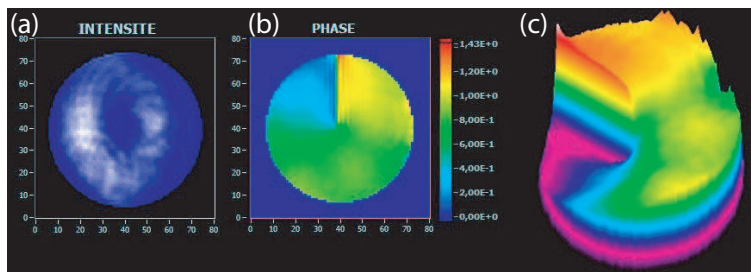 (a) INTENSITE
80
70
60
50
40
30
20
10
0
0 10 20 30 40 50 60 70 80
(b) PHASE
80
70
60
50
40
30
20
10
0
0 10 20 30 40 50 60 70 80
1,43E+0
1,20E+0
1,00E+0
8,00E-1
6,00E-1
4,00E-1
2,00E-1
0,00E+0
(c)